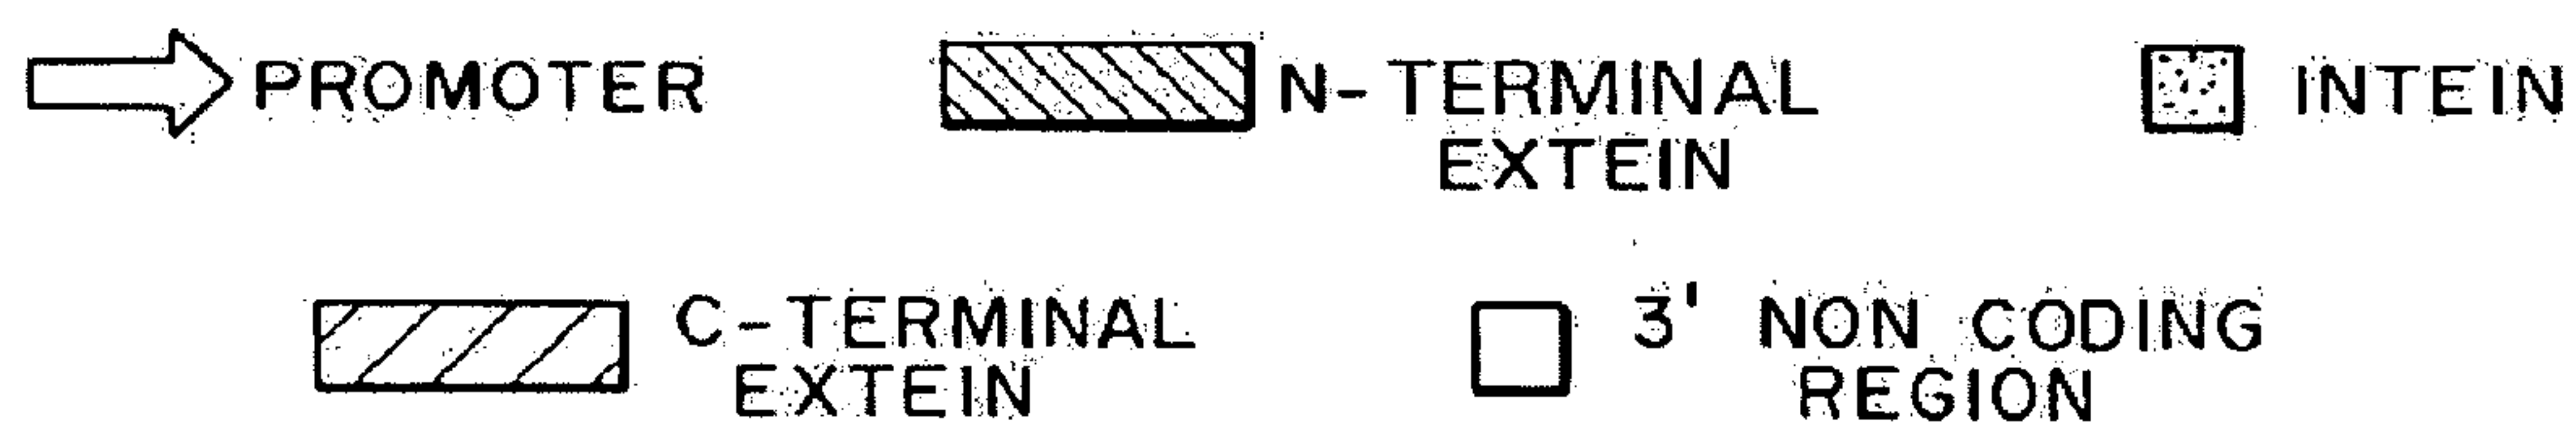 PROMOTER
N-TERMINAL
EXTEIN
INTEIN
C-TERMINAL
EXTEIN
3' NON CODING
REGION